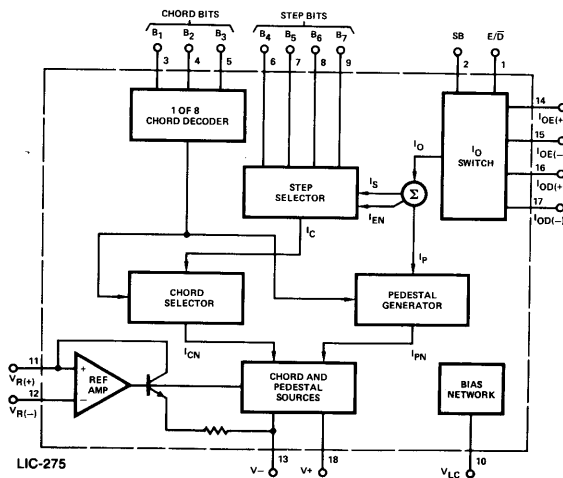 CHORD BITS
STEP BITS
B1 B2 B3 B4 B5 B6 B7 SB E/D̅
3 4 5 6 7 8 9 2 1
1 OF 8
CHORD DECODER
14
IOE(+
15
IOE(−
16
IOD(+
17
IOD(−)
IO
SWITCH
IO
STEP
SELECTOR
IS
IEN
Σ
IC
IP
CHORD
SELECTOR
PEDESTAL
GENERATOR
ICN
IPN
11
VR(+)
12
VR(−)
+
−
REF
AMP
CHORD AND
PEDESTAL
SOURCES
BIAS
NETWORK
13 18 10
V− V+ VLC
LIC-275